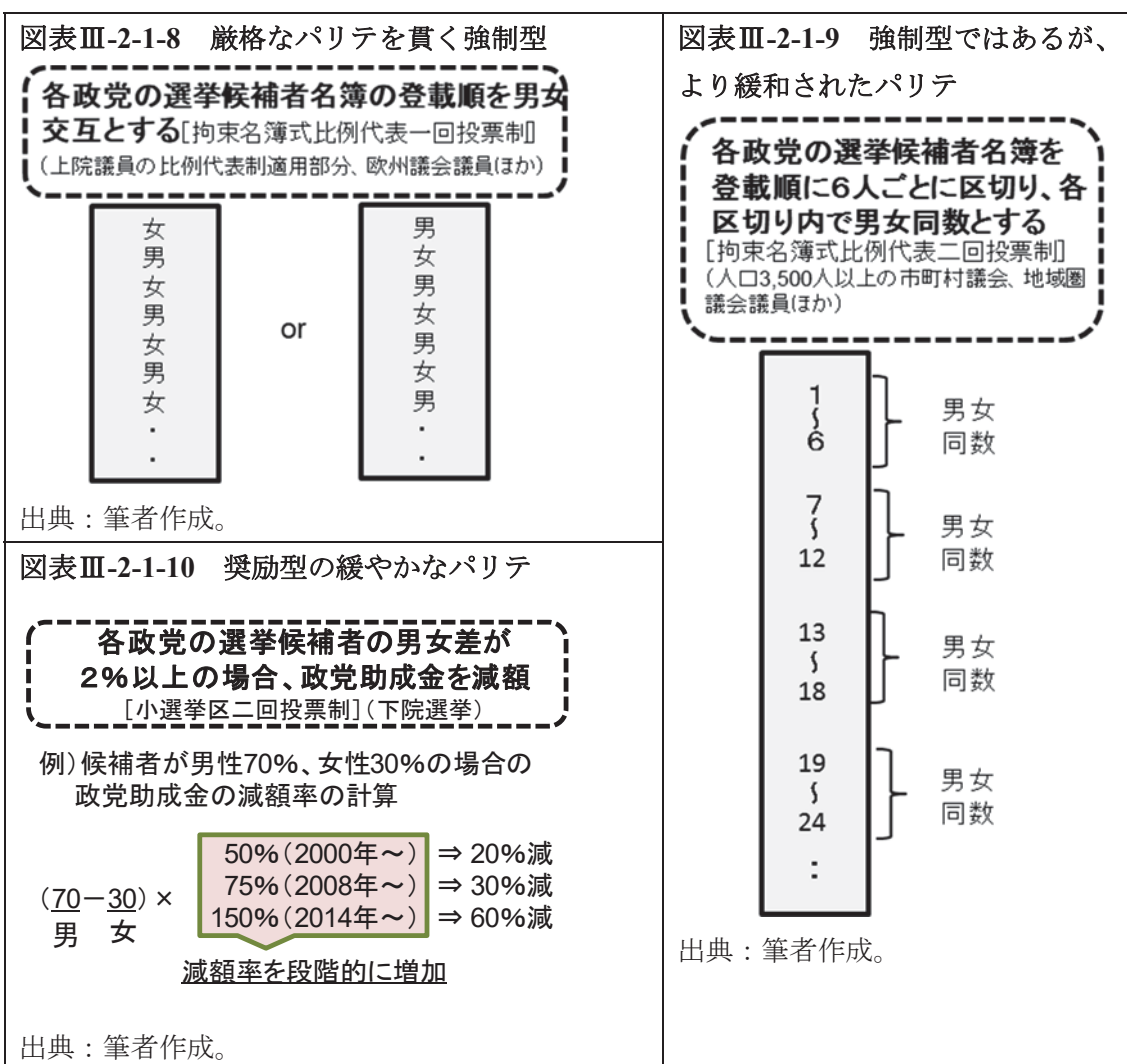 図表Ⅲ-2-1-8 厳格なパリテを貫く強制型
各政党の選挙候補者名簿の登載順を男女
交互とする[拘束名簿式比例代表一回投票制]
(上院議員の比例代表制適用部分、欧州議会議員ほか)
女
男
女
男
女
男
女
・
・
or
男
女
男
女
男
女
男
・
・
出典：筆者作成。
図表Ⅲ-2-1-10 奨励型の緩やかなパリテ
各政党の選挙候補者の男女差が
２％以上の場合、政党助成金を減額
[小選挙区二回投票制](下院選挙)
例)候補者が男性70％、女性30％の場合の
政党助成金の減額率の計算
(70－30)×
男 女
50％(2000年～) ⇒ 20％減
75％(2008年～) ⇒ 30％減
150％(2014年～) ⇒ 60％減
減額率を段階的に増加
出典：筆者作成。
図表Ⅲ-2-1-9 強制型ではあるが、
より緩和されたパリテ
各政党の選挙候補者名簿を
登載順に６人ごとに区切り、各
区切り内で男女同数とする
[拘束名簿式比例代表二回投票制]
(人口3,500人以上の市町村議会、地域圏
議会議員ほか)
1
～
6
男女
同数
7
～
12
男女
同数
13
～
18
男女
同数
19
～
24
男女
同数
：
出典：筆者作成。